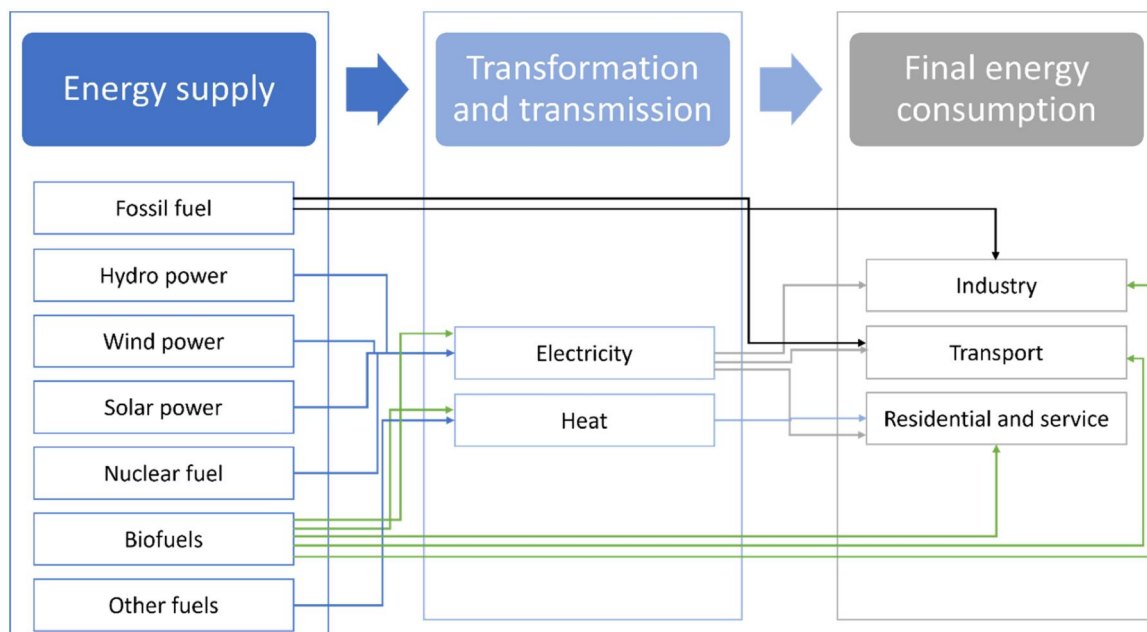 Energy supply
Transformation
and transmission
Final energy
consumption
Fossil fuel
Hydro power
Wind power
Solar power
Nuclear fuel
Biofuels
Other fuels
Electricity
Heat
Industry
Transport
Residential and service